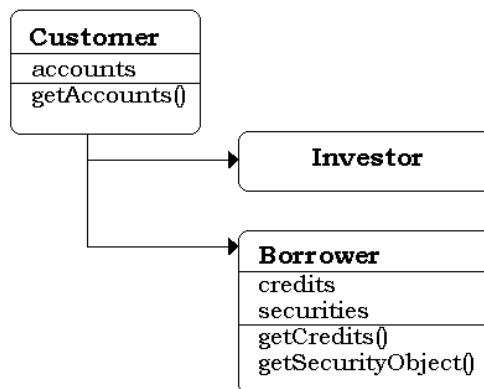 Customer
accounts
getAccounts()
Investor
Borrower
credits
securities
getCredits()
getSecurityObject()